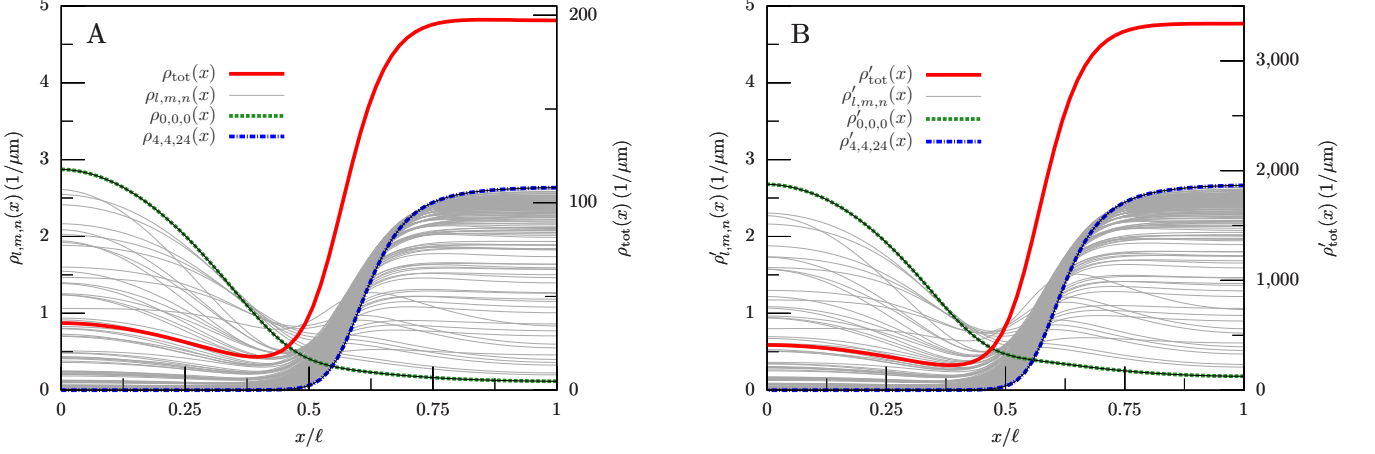 A
ρtot(x)
ρl,m,n(x)
ρ0,0,0(x)
ρ4,4,24(x)
5
4
3
2
1
0
ρl,m,n(x) (1/μm)
200
100
0
ρtot(x) (1/μm)
0
0.25
0.5
0.75
1
x/ℓ
B
ρ′tot(x)
ρ′l,m,n(x)
ρ′0,0,0(x)
ρ′4,4,24(x)
5
4
3
2
1
0
ρ′l,m,n(x) (1/μm)
3,000
2,000
1,000
0
ρ′tot(x) (1/μm)
0
0.25
0.5
0.75
1
x/ℓ